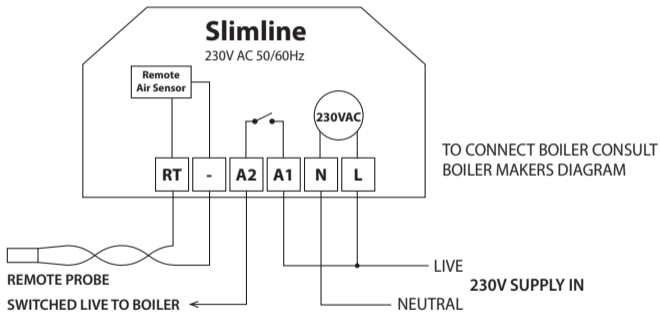 Slimline
230V AC 50/60Hz
Remote
Air Sensor
230VAC
RT
-
A2
A1
N
L
TO CONNECT BOILER CONSULT
BOILER MAKERS DIAGRAM
REMOTE PROBE
SWITCHED LIVE TO BOILER
LIVE
230V SUPPLY IN
NEUTRAL